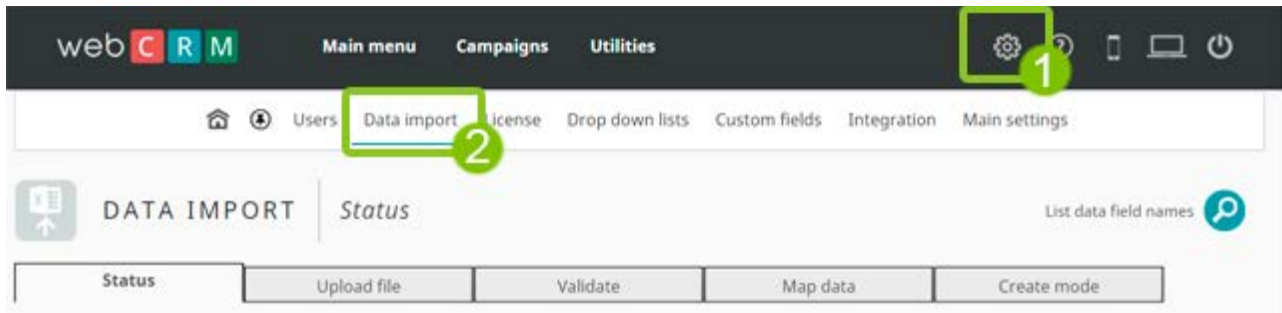 webCRM Main menu Campaigns Utilities
1
Users Data import License Drop down lists Custom fields Integration Main settings
2
DATA IMPORT Status List data field names
Status Upload file Validate Map data Create mode